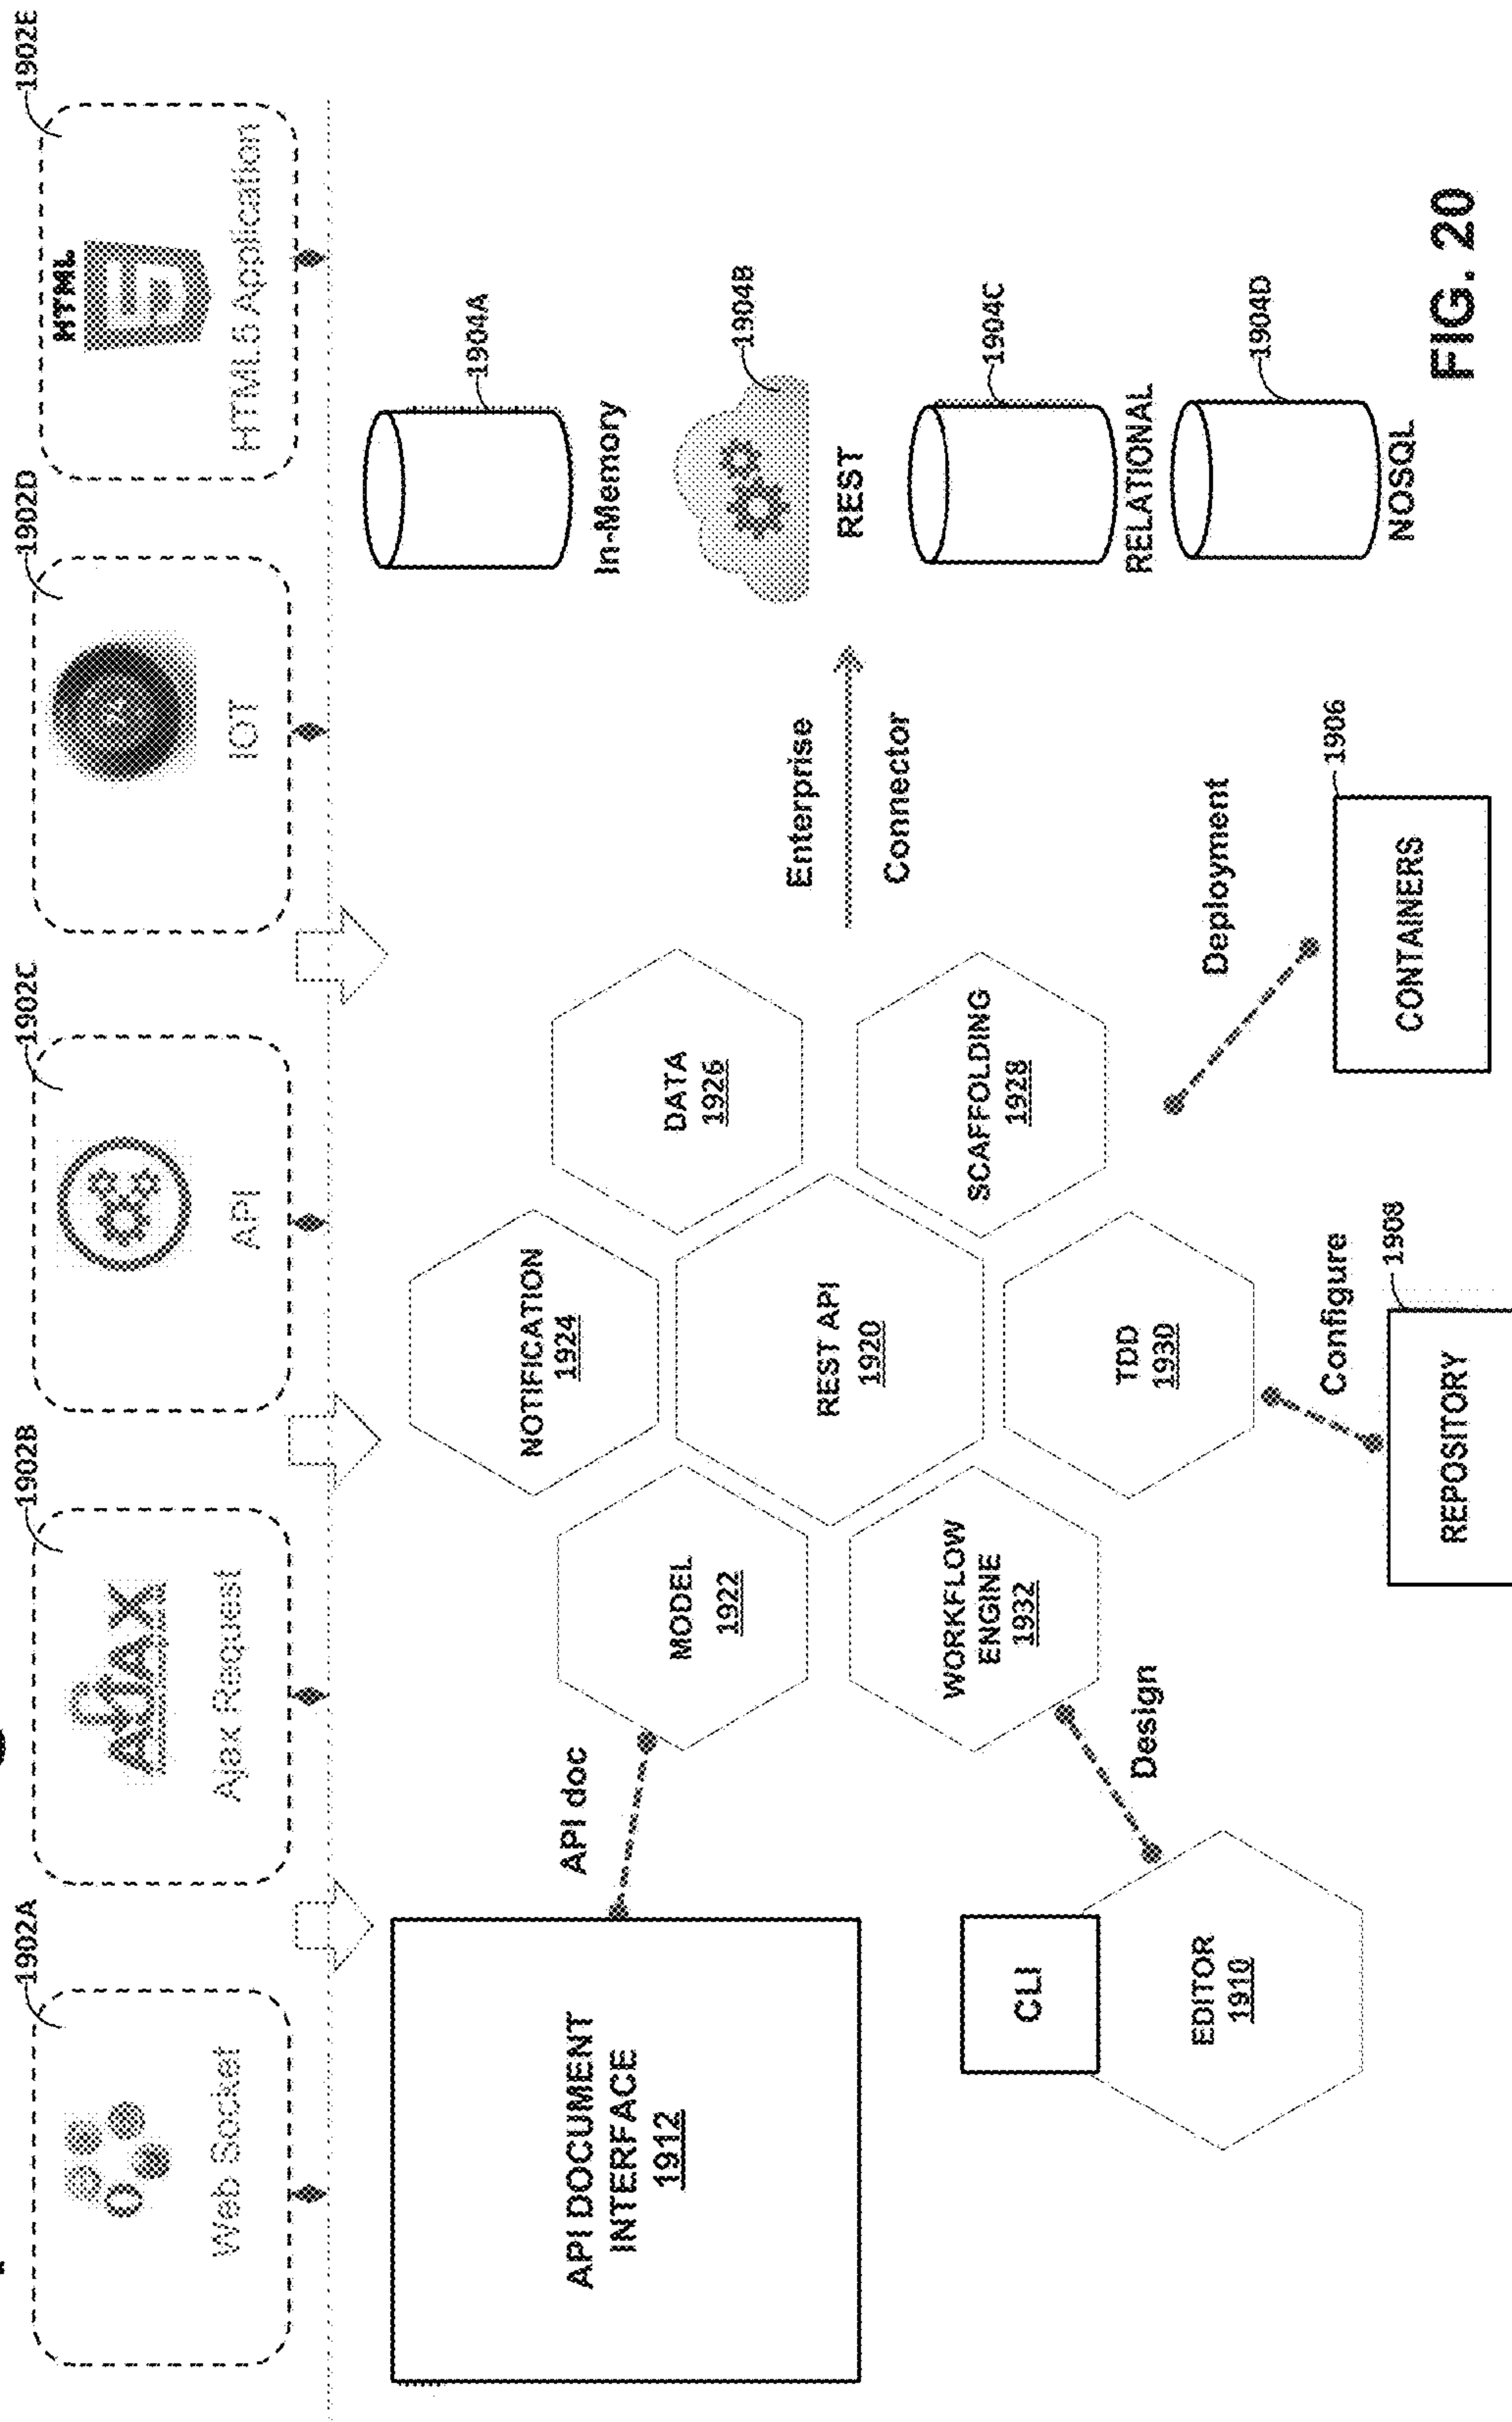 1902A
1902B
1902C
1902D
1902E
AJAX
HTML
Web Socket
Ajax Request
API
IOT
HTML5 Application
API DOCUMENT
INTERFACE
1912
API doc
MODEL
1922
NOTIFICATION
1924
DATA
1926
REST API
1920
WORKFLOW
ENGINE
1932
TDD
1930
SCAFFOLDING
1928
Enterprise
Connector
1904A
In-Memory
1904B
REST
1904C
RELATIONAL
1904D
NOSQL
CLI
EDITOR
1910
Design
Configure
1908
REPOSITORY
Deployment
1906
CONTAINERS
FIG. 20